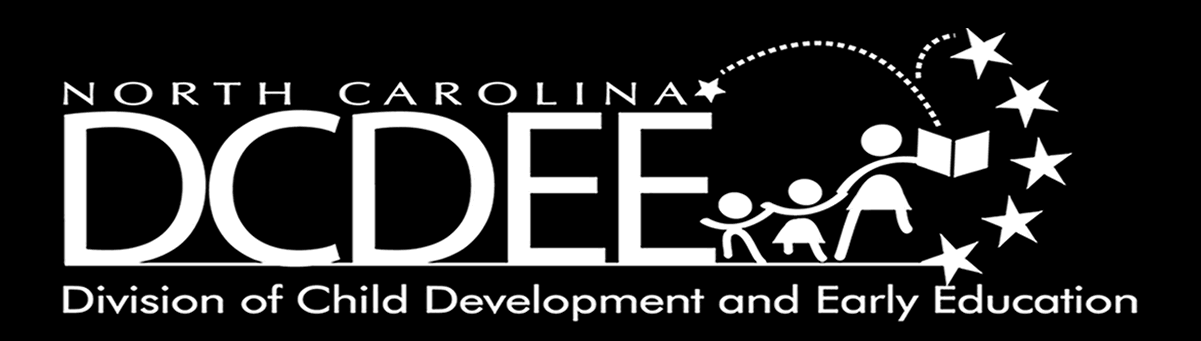 NORTH CAROLINA
DCDEE
Division of Child Development and Early Education